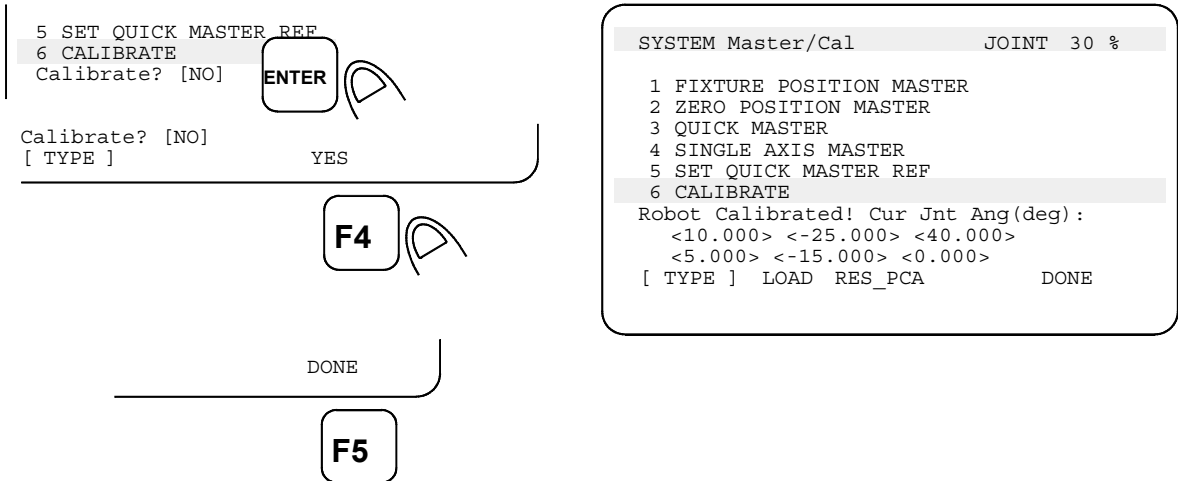 5 SET QUICK MASTER REF
6 CALIBRATE
Calibrate? [NO]
ENTER
Calibrate? [NO]
[ TYPE ] YES
F4
DONE
F5
SYSTEM Master/Cal JOINT 30 %
1 FIXTURE POSITION MASTER
2 ZERO POSITION MASTER
3 QUICK MASTER
4 SINGLE AXIS MASTER
5 SET QUICK MASTER REF
6 CALIBRATE
Robot Calibrated! Cur Jnt Ang(deg):
<10.000> <-25.000> <40.000>
<5.000> <-15.000> <0.000>
[ TYPE ] LOAD RES_PCA DONE